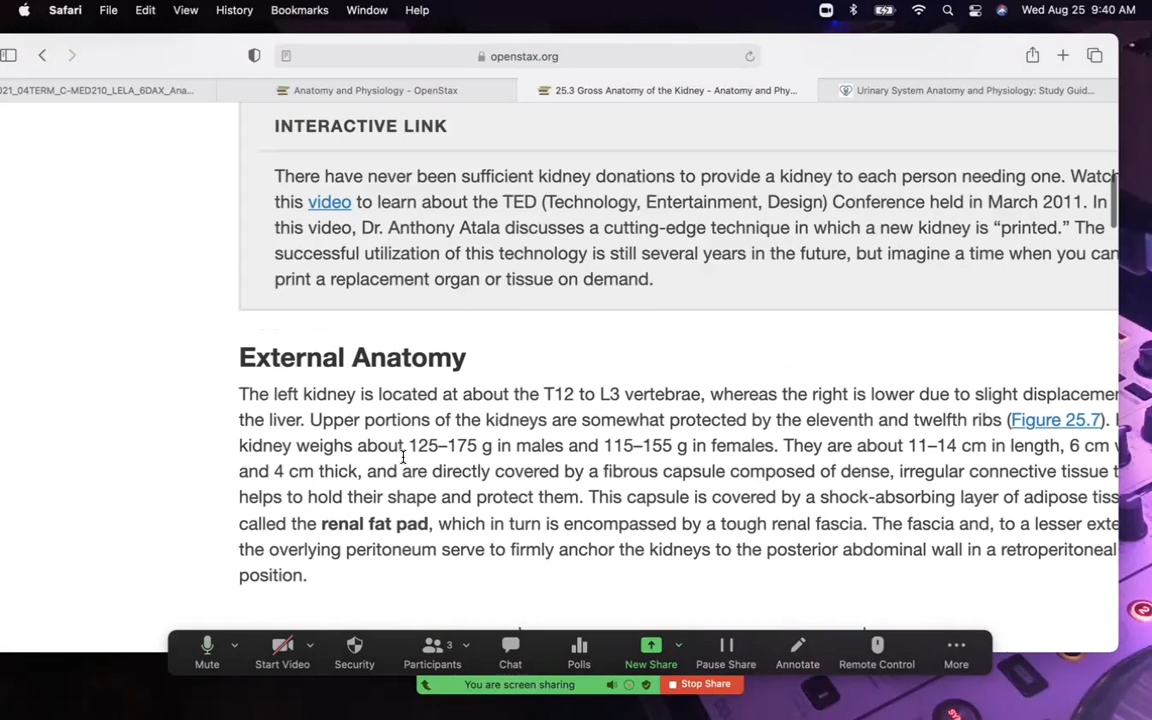 Safari File Edit View History Bookmarks Window Help Wed Aug 25 9:40 AM
openstax.org
021_04TERM_C-MED210_LELA_6DAX_Ana... Anatomy and Physiology - OpenStax 25.3 Gross Anatomy of the Kidney - Anatomy and Phy... Urinary System Anatomy and Physiology: Study Guid...
INTERACTIVE LINK
There have never been sufficient kidney donations to provide a kidney to each person needing one. Watch
this video to learn about the TED (Technology, Entertainment, Design) Conference held in March 2011. In
this video, Dr. Anthony Atala discusses a cutting-edge technique in which a new kidney is “printed.” The
successful utilization of this technology is still several years in the future, but imagine a time when you can
print a replacement organ or tissue on demand.
External Anatomy
The left kidney is located at about the T12 to L3 vertebrae, whereas the right is lower due to slight displacemen
the liver. Upper portions of the kidneys are somewhat protected by the eleventh and twelfth ribs (Figure 25.7).
kidney weighs about 125–175 g in males and 115–155 g in females. They are about 11–14 cm in length, 6 cm
and 4 cm thick, and are directly covered by a fibrous capsule composed of dense, irregular connective tissue t
helps to hold their shape and protect them. This capsule is covered by a shock-absorbing layer of adipose tiss
called the renal fat pad, which in turn is encompassed by a tough renal fascia. The fascia and, to a lesser exte
the overlying peritoneum serve to firmly anchor the kidneys to the posterior abdominal wall in a retroperitoneal
position.
3
Mute Start Video Security Participants Chat Polls New Share Pause Share Annotate Remote Control More
You are screen sharing Stop Share